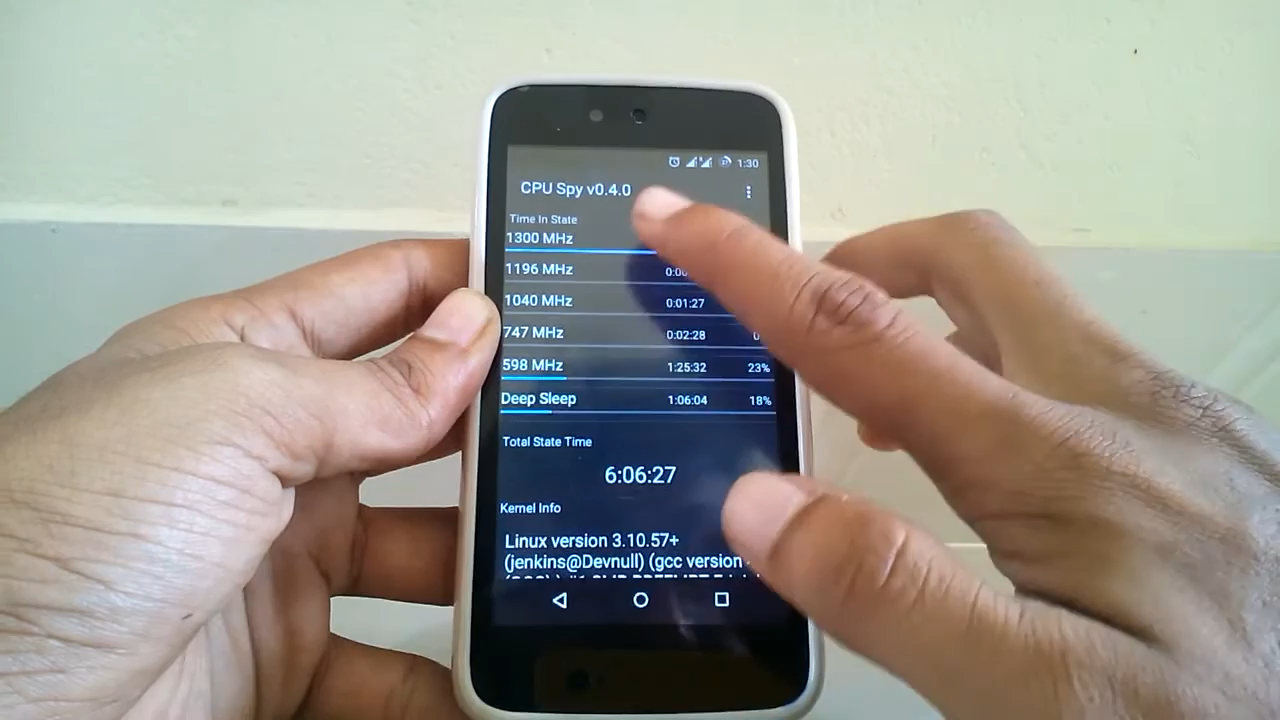 1:30
CPU Spy v0.4.0
Time In State
1300 MHz
1196 MHz 0:00
1040 MHz 0:01:27
747 MHz 0:02:28
598 MHz 1:25:32 23%
Deep Sleep 1:06:04 18%
Total State Time
6:06:27
Kernel Info
Linux version 3.10.57+
(jenkins@Devnull) (gcc version